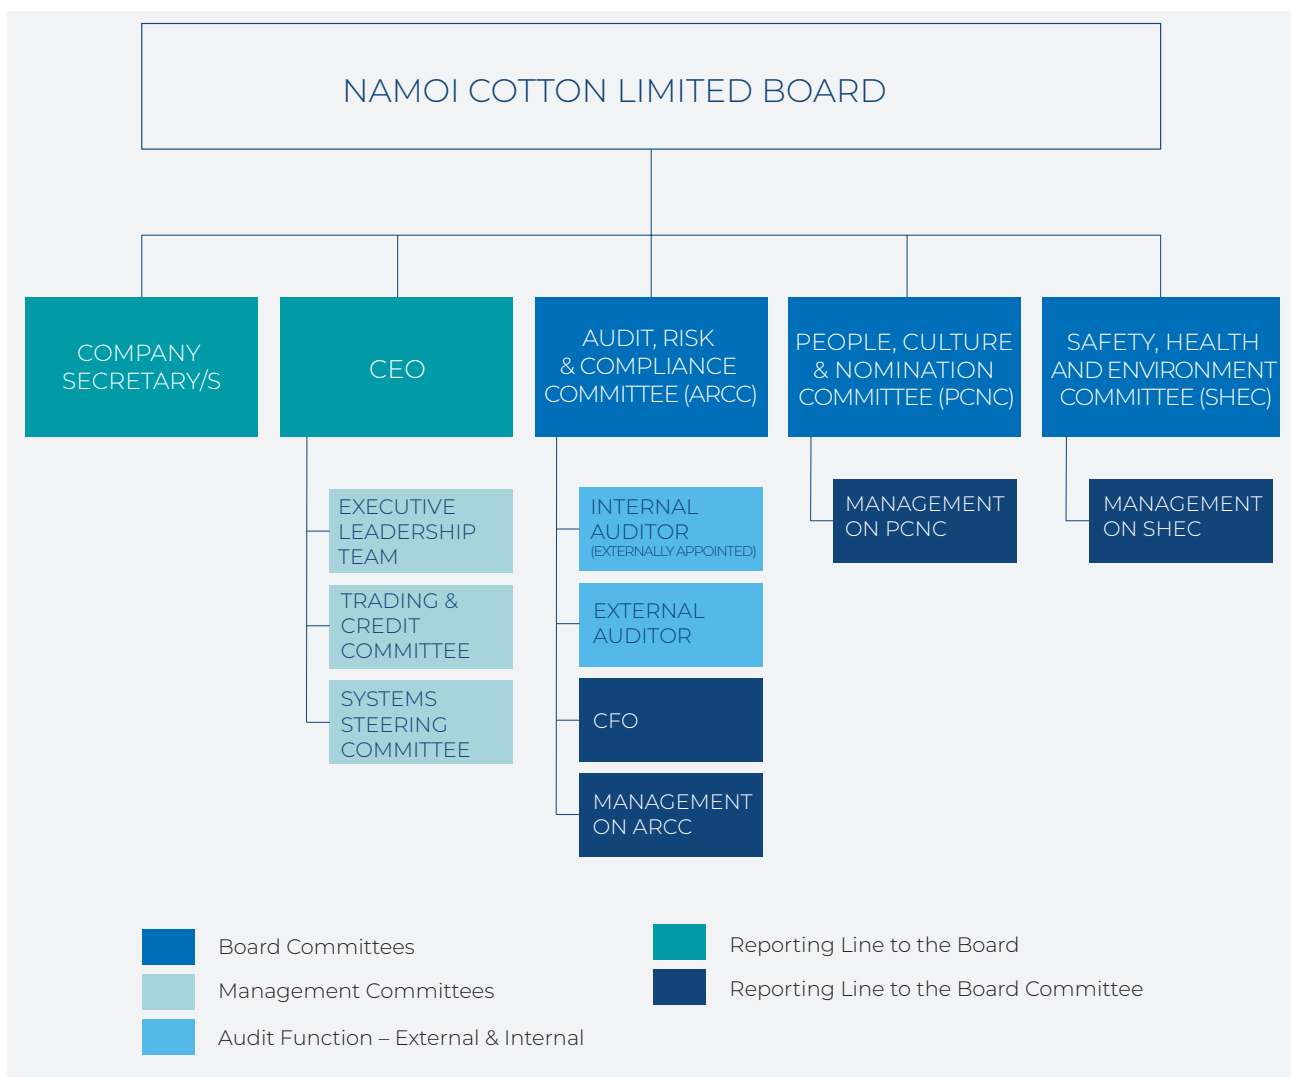 NAMOI COTTON LIMITED BOARD
COMPANY
SECRETARY/S
CEO
AUDIT, RISK
& COMPLIANCE
COMMITTEE (ARCC)
PEOPLE, CULTURE
& NOMINATION
COMMITTEE (PCNC)
SAFETY, HEALTH
AND ENVIRONMENT
COMMITTEE (SHEC)
EXECUTIVE
LEADERSHIP
TEAM
TRADING &
CREDIT
COMMITTEE
SYSTEMS
STEERING
COMMITTEE
INTERNAL
AUDITOR
(EXTERNALLY APPOINTED)
EXTERNAL
AUDITOR
CFO
MANAGEMENT
ON ARCC
MANAGEMENT
ON PCNC
MANAGEMENT
ON SHEC
Board Committees
Management Committees
Audit Function – External & Internal
Reporting Line to the Board
Reporting Line to the Board Committee